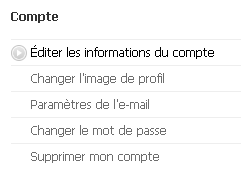 Compte
Éditer les informations du compte
Changer l'image de profil
Paramètres de l'e-mail
Changer le mot de passe
Supprimer mon compte